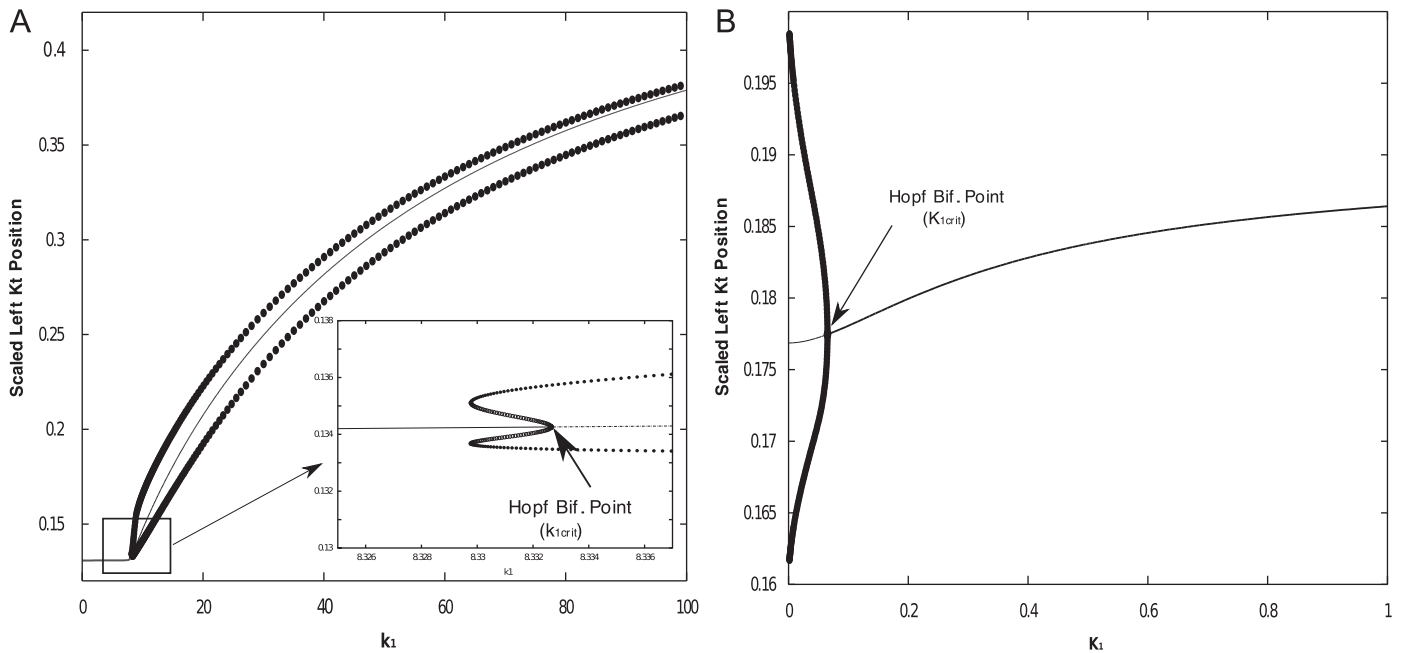 A
Scaled Left Kt Position
0.4
0.35
0.3
0.25
0.2
0.15
0 20 40 60 80 100
k1
0.138
0.136
0.134
0.132
0.13
8.326 8.328 8.33 8.332 8.334 8.336
k1
Hopf Bif. Point
(k1crit)
B
Scaled Left Kt Position
0.195
0.19
0.185
0.18
0.175
0.17
0.165
0.16
0 0.2 0.4 0.6 0.8 1
K1
Hopf Bif. Point
(K1crit)